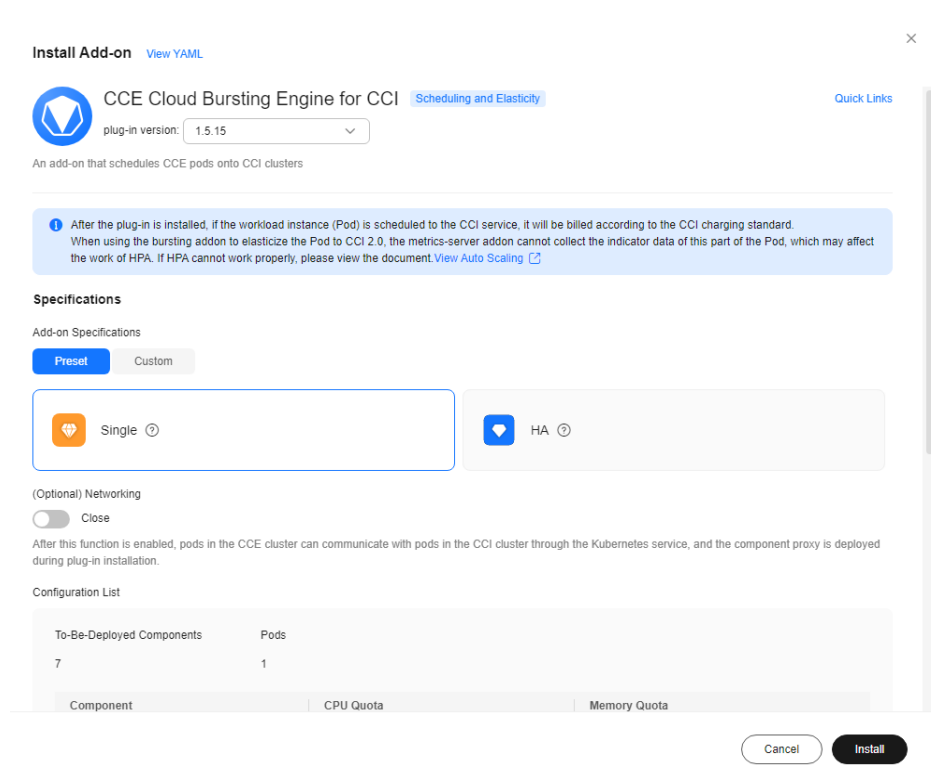 Install Add-on View YAML
CCE Cloud Bursting Engine for CCI Scheduling and Elasticity Quick Links
plug-in version: 1.5.15
An add-on that schedules CCE pods onto CCI clusters
After the plug-in is installed, if the workload instance (Pod) is scheduled to the CCI service, it will be billed according to the CCI charging standard.
When using the bursting addon to elasticize the Pod to CCI 2.0, the metrics-server addon cannot collect the indicator data of this part of the Pod, which may affect
the work of HPA. If HPA cannot work properly, please view the document.View Auto Scaling
Specifications
Add-on Specifications
Preset Custom
Single HA
(Optional) Networking
Close
After this function is enabled, pods in the CCE cluster can communicate with pods in the CCI cluster through the Kubernetes service, and the component proxy is deployed
during plug-in installation.
Configuration List
To-Be-Deployed Components Pods
7 1
Component CPU Quota Memory Quota
Cancel Install